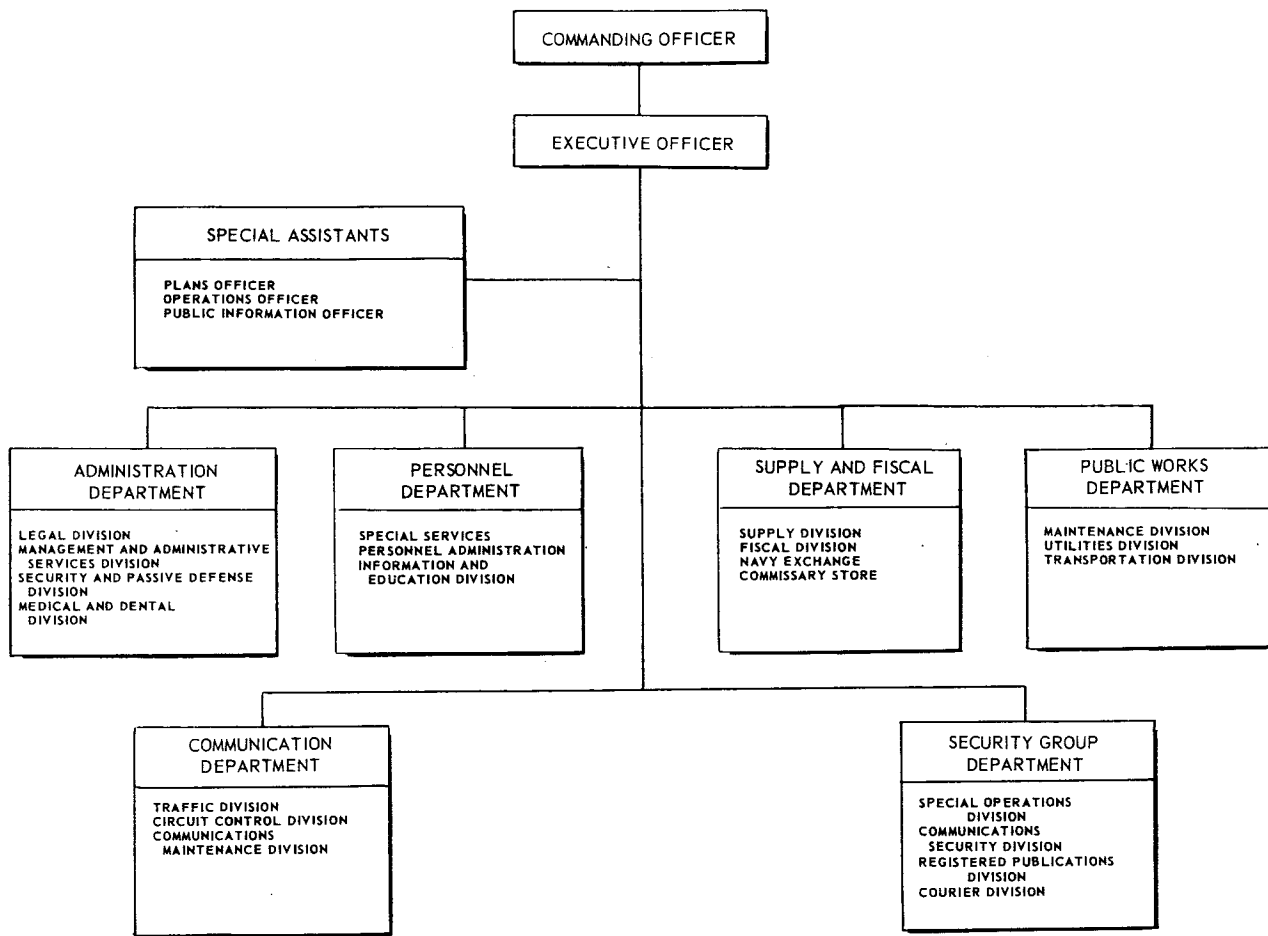 COMMANDING OFFICER
EXECUTIVE OFFICER
SPECIAL ASSISTANTS
PLANS OFFICER
OPERATIONS OFFICER
PUBLIC INFORMATION OFFICER
ADMINISTRATION
DEPARTMENT
LEGAL DIVISION
MANAGEMENT AND ADMINISTRATIVE
SERVICES DIVISION
SECURITY AND PASSIVE DEFENSE
DIVISION
MEDICAL AND DENTAL
DIVISION
PERSONNEL
DEPARTMENT
SPECIAL SERVICES
PERSONNEL ADMINISTRATION
INFORMATION AND
EDUCATION DIVISION
SUPPLY AND FISCAL
DEPARTMENT
SUPPLY DIVISION
FISCAL DIVISION
NAVY EXCHANGE
COMMISSARY STORE
PUBLIC WORKS
DEPARTMENT
MAINTENANCE DIVISION
UTILITIES DIVISION
TRANSPORTATION DIVISION
COMMUNICATION
DEPARTMENT
TRAFFIC DIVISION
CIRCUIT CONTROL DIVISION
COMMUNICATIONS
MAINTENANCE DIVISION
SECURITY GROUP
DEPARTMENT
SPECIAL OPERATIONS
DIVISION
COMMUNICATIONS
SECURITY DIVISION
REGISTERED PUBLICATIONS
DIVISION
COURIER DIVISION